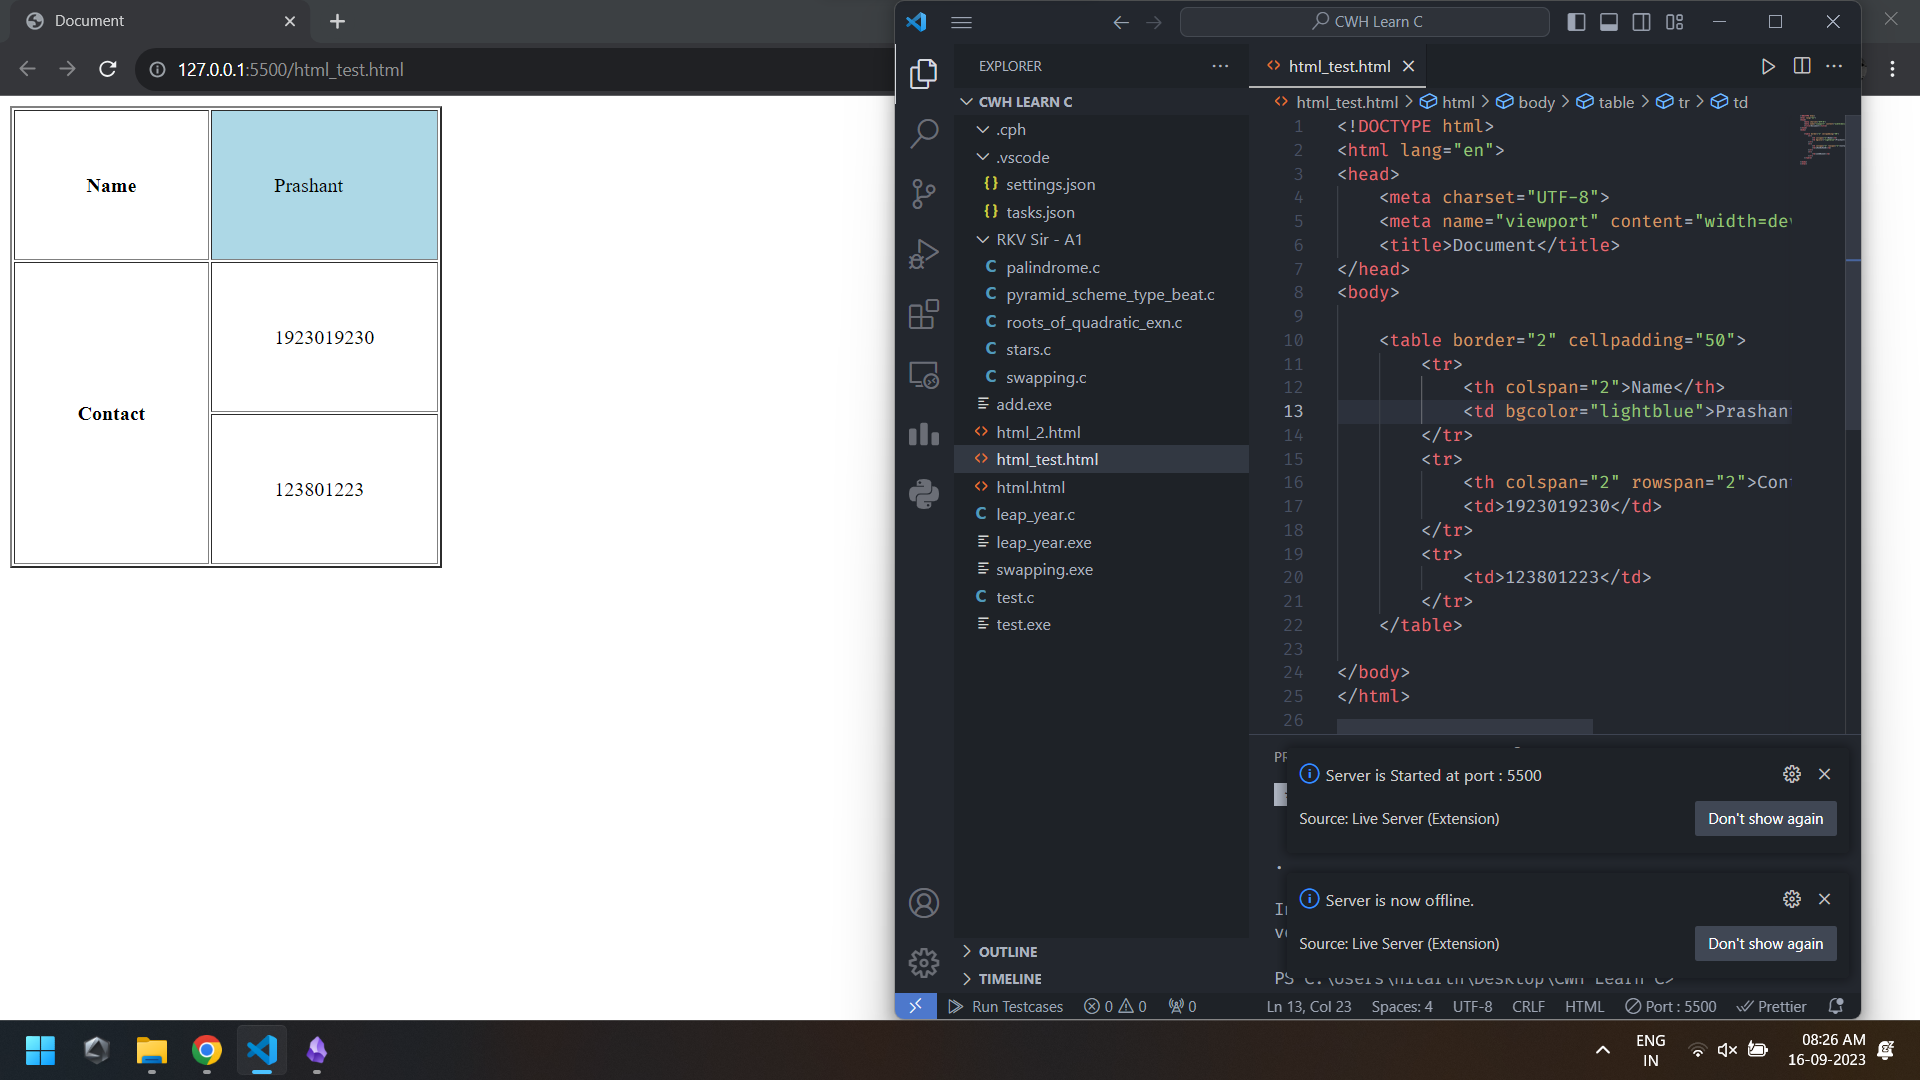 Document
127.0.0.1:5500/html_test.html
Name
Prashant
Contact
1923019230
123801223
CWH Learn C
EXPLORER
CWH LEARN C
.cph
.vscode
{} settings.json
{} tasks.json
RKV Sir - A1
C palindrome.c
C pyramid_scheme_type_beat.c
C roots_of_quadratic_exn.c
C stars.c
C swapping.c
add.exe
<> html_2.html
<> html_test.html
<> html.html
C leap_year.c
leap_year.exe
swapping.exe
C test.c
test.exe
OUTLINE
TIMELINE
<> html_test.html
<> html_test.html > html > body > table > tr > td
1 <!DOCTYPE html>
2 <html lang="en">
3 <head>
4 <meta charset="UTF-8">
5 <meta name="viewport" content="width=dev
6 <title>Document</title>
7 </head>
8 <body>
9
10 <table border="2" cellpadding="50">
11 <tr>
12 <th colspan="2">Name</th>
13 <td bgcolor="lightblue">Prashan
14 </tr>
15 <tr>
16 <th colspan="2" rowspan="2">Con
17 <td>1923019230</td>
18 </tr>
19 <tr>
20 <td>123801223</td>
21 </tr>
22 </table>
23
24 </body>
25 </html>
26
PR
Server is Started at port : 5500
Source: Live Server (Extension)
Don't show again
Server is now offline.
Source: Live Server (Extension)
Don't show again
PS C:\Users\hitarth\Desktop\CWH Learn C>
Run Testcases
0
0
0
Ln 13, Col 23
Spaces: 4
UTF-8
CRLF
HTML
Port : 5500
Prettier
ENG
IN
08:26 AM
16-09-2023